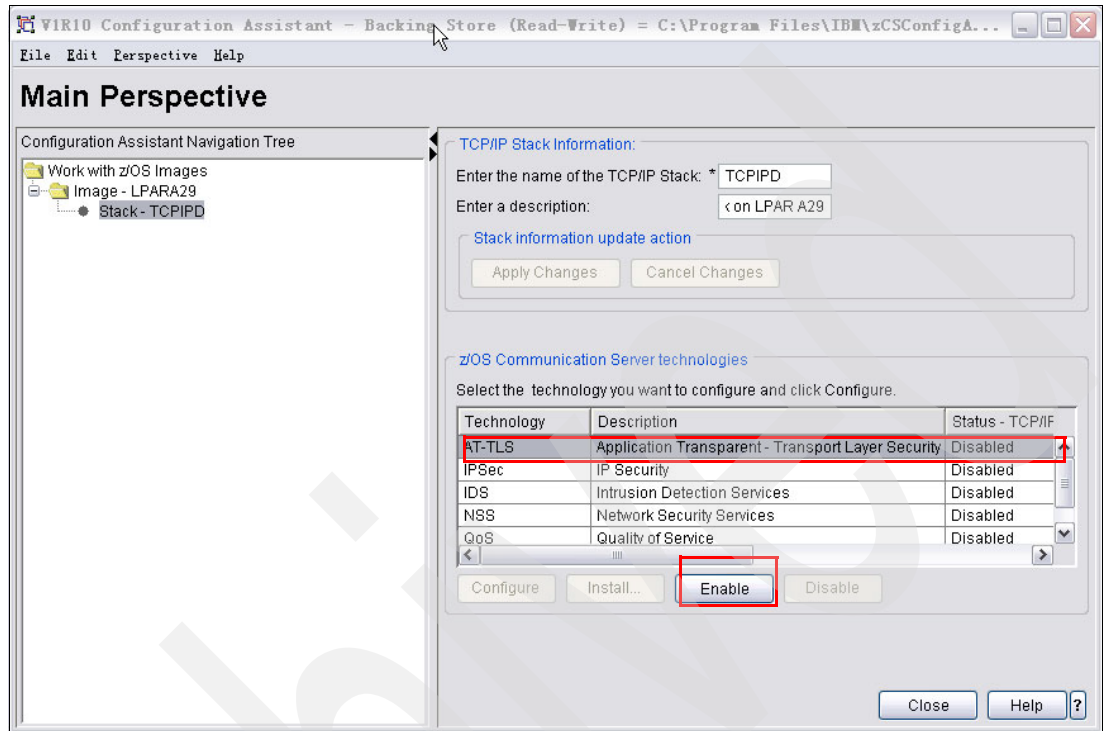 V1R10 Configuration Assistant - Backing Store (Read-Write) = C:\Program Files\IBM\zCSConfigA...
File Edit Perspective Help
Main Perspective
Configuration Assistant Navigation Tree
Work with z/OS Images
Image - LPARA29
Stack - TCPIPD
TCP/IP Stack Information:
Enter the name of the TCP/IP Stack: * TCPIPD
Enter a description: on LPAR A29
Stack information update action
Apply Changes Cancel Changes
z/OS Communication Server technologies
Select the technology you want to configure and click Configure.
Technology Description Status - TCP/IP
AT-TLS Application Transparent - Transport Layer Security Disabled
IPSec IP Security Disabled
IDS Intrusion Detection Services Disabled
NSS Network Security Services Disabled
QoS Quality of Service Disabled
Configure Install... Enable Disable
Close Help ?